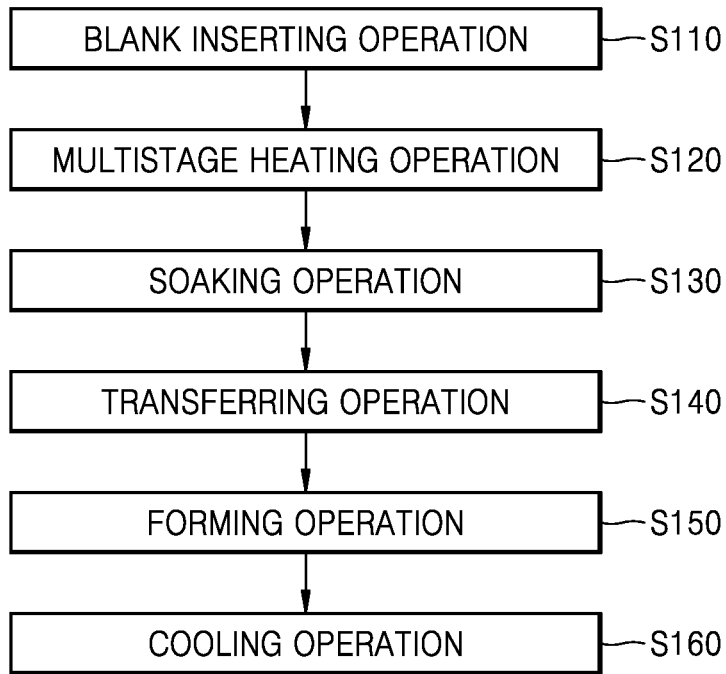 BLANK INSERTING OPERATION S110
MULTISTAGE HEATING OPERATION S120
SOAKING OPERATION S130
TRANSFERRING OPERATION S140
FORMING OPERATION S150
COOLING OPERATION S160